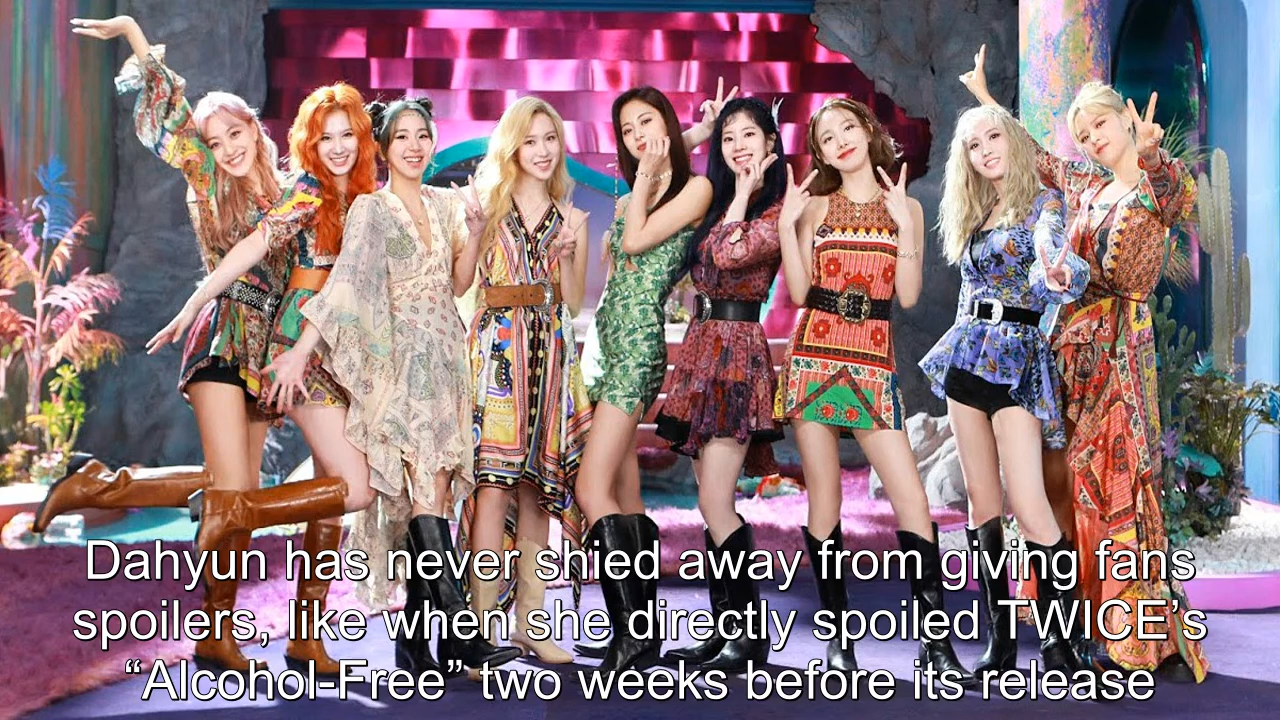 Dahyun has never shied away from giving fans
spoilers, like when she directly spoiled TWICE’s
“Alcohol-Free” two weeks before its release